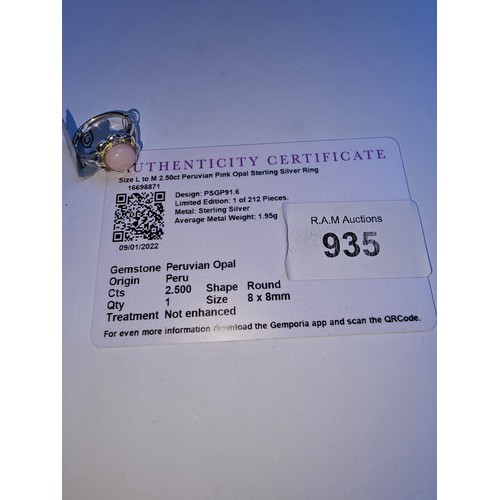 AUTHENTICITY CERTIFICATE
Size L to M 2.50ct Peruvian Pink Opal Sterling Silver Ring
16698871
Design: PSGP91.6
Limited Edition: 1 of 212 Pieces.
Metal: Sterling Silver
Average Metal Weight: 1.95g
09/01/2022
R.A.M Auctions
935
Gemstone Peruvian Opal
Origin Peru
Cts 2.500 Shape Round
Qty 1 Size 8 x 8mm
Treatment Not enhanced
For even more information download the Gemporia app and scan the QRCode.